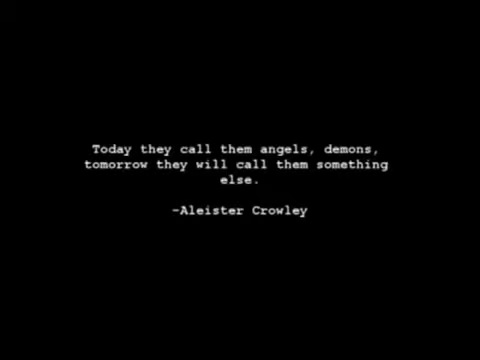 Today they call them angels, demons,
tomorrow they will call them something
else.
-Aleister Crowley